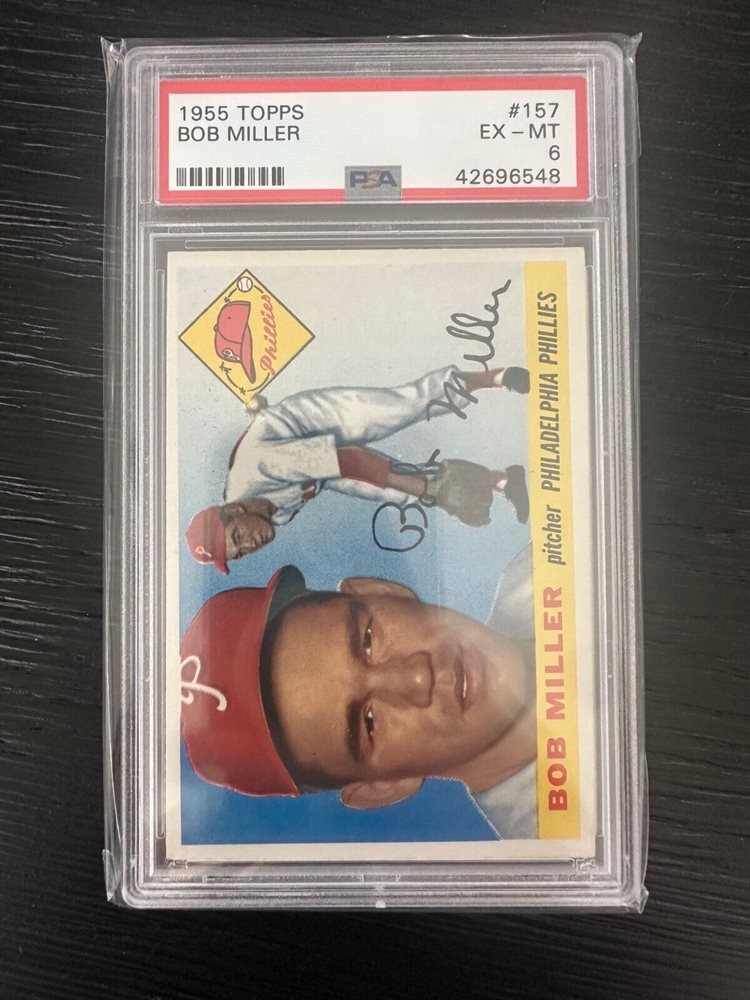 1955 TOPPS #157
BOB MILLER EX - MT
6
PSA 42696548
Phillies
P
Bob Miller
P
P
BOB MILLER pitcher PHILADELPHIA PHILLIES